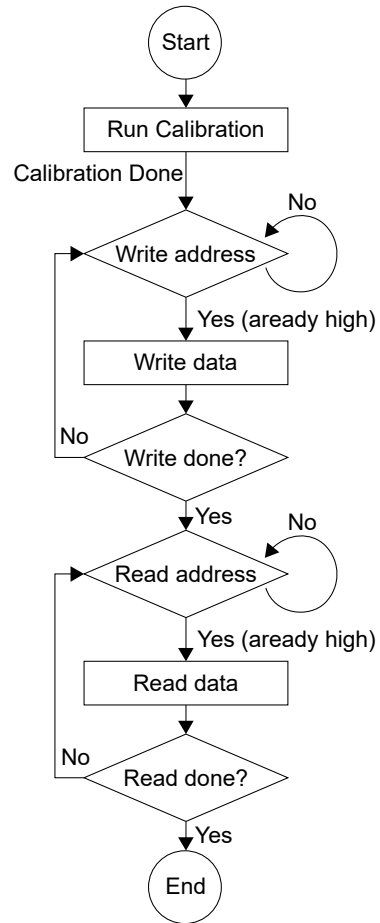 Start
Run Calibration
Calibration Done
No
Write address
Yes (aready high)
Write data
No
Write done?
Yes
No
Read address
Yes (aready high)
Read data
No
Read done?
Yes
End